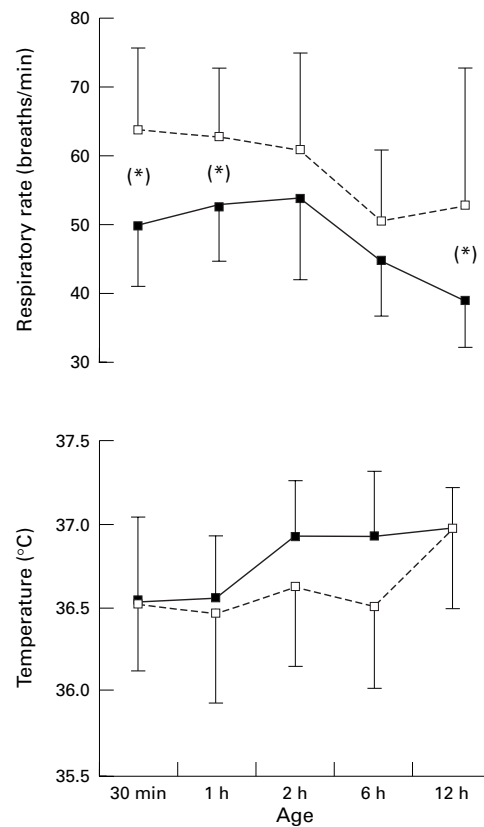 Respiratory rate (breaths/min)
80
70
60
50
40
30
(*)
(*)
(*)
Temperature (°C)
37.5
37.0
36.5
36.0
35.5
30 min
1 h
2 h
6 h
12 h
Age